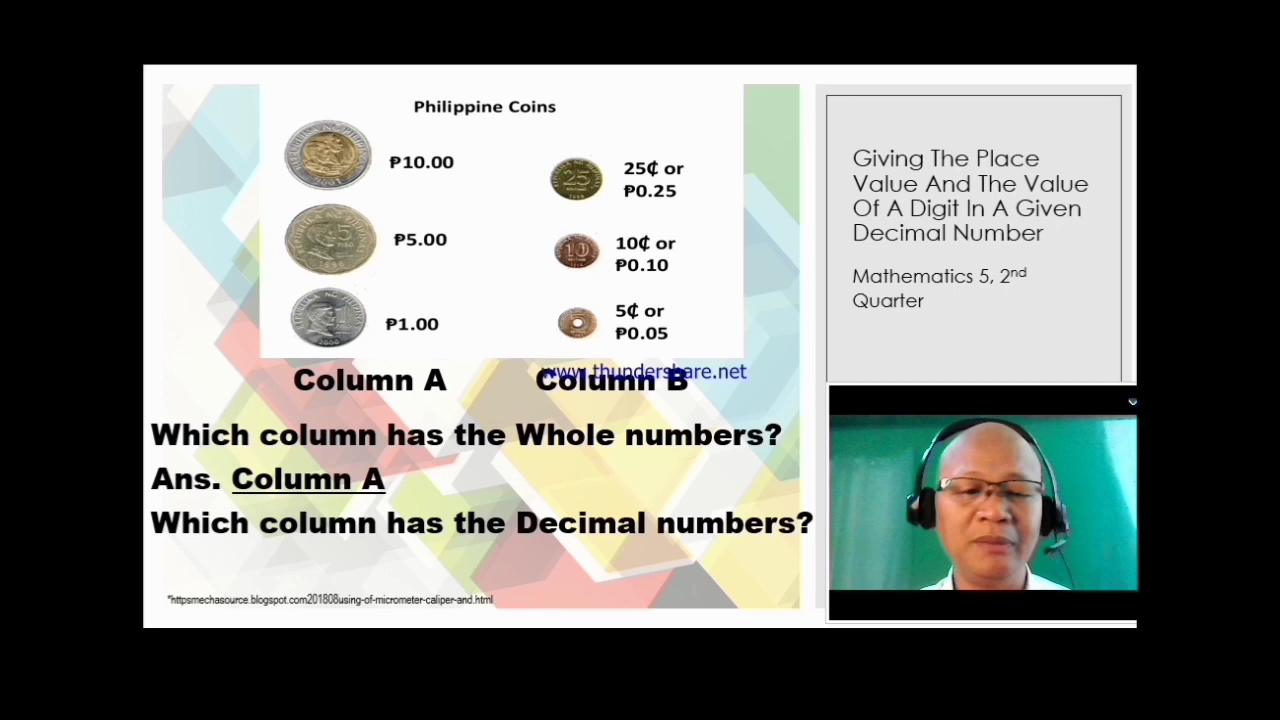 Philippine Coins
₱10.00
25¢ or
₱0.25
₱5.00
10¢ or
₱0.10
₱1.00
5¢ or
₱0.05
www.thundershare.net
Column A
Column B
Which column has the Whole numbers?
Ans. Column A
Which column has the Decimal numbers?
*httpsmechasource.blogspot.com201808using-of-micrometer-caliper-and.html
Giving The Place
Value And The Value
Of A Digit In A Given
Decimal Number
Mathematics 5, 2nd
Quarter